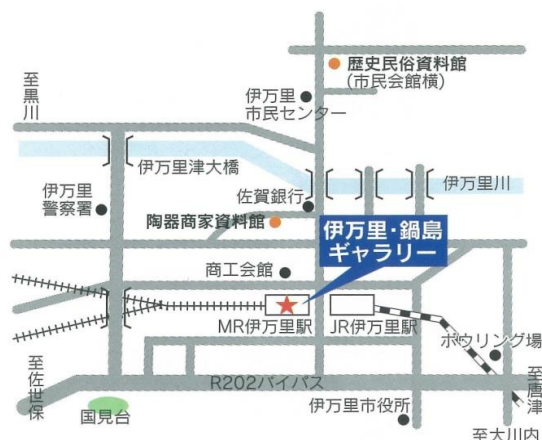 歴史民俗資料館
(市民会館横)
至黒川
伊万里
市民センター
伊万里津大橋
伊万里川
伊万里
警察署
佐賀銀行
陶器商家資料館
伊万里・鍋島
ギャラリー
商工会館
MR伊万里駅
JR伊万里駅
ボウリング場
至佐世保
R202バイパス
至唐津
国見台
伊万里市役所
至大川内